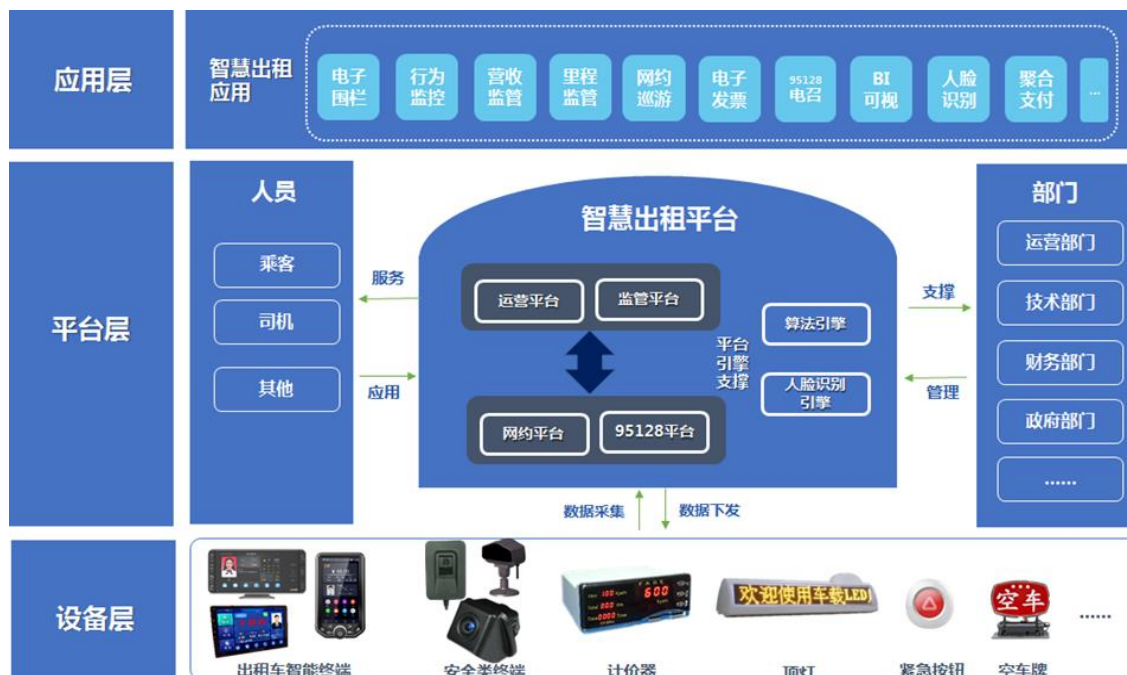 应用层
智慧出租
应用
电子
围栏
行为
监控
营收
监管
里程
监管
网约
巡游
电子
发票
95128
电召
BI
可视
人脸
识别
聚合
支付
...
平台层
人员
乘客
司机
其他
服务
应用
智慧出租平台
运营平台
监管平台
网约平台
95128平台
平台
引擎
支撑
算法引擎
人脸识别
引擎
支撑
管理
部门
运营部门
技术部门
财务部门
政府部门
......
数据采集
数据下发
设备层
600
欢迎使用车载LED
空车
......
出租车智能终端
安全类终端
计价器
顶灯
紧急按钮
空车牌